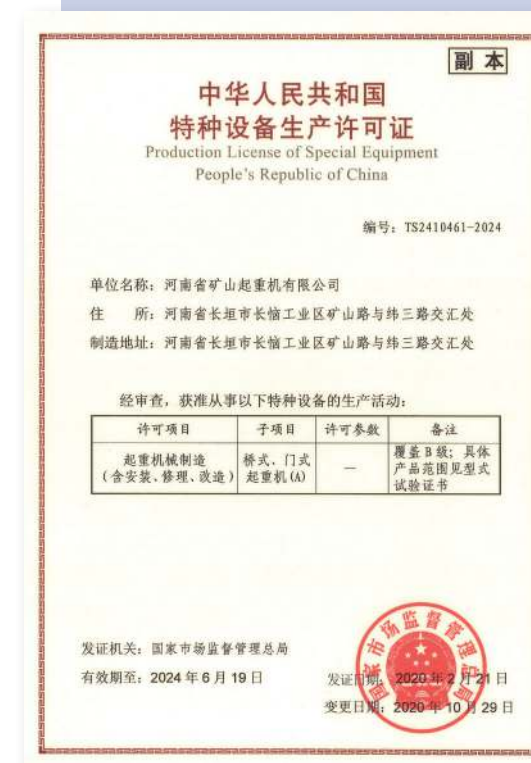 副 本
中华人民共和国
特种设备生产许可证
Production License of Special Equipment
People's Republic of China
编号：TS2410461-2024
单位名称：河南省矿山起重机有限公司
住 所：河南省长垣市长恼工业区矿山路与纬三路交汇处
制造地址：河南省长垣市长恼工业区矿山路与纬三路交汇处
经审查，获准从事以下特种设备的生产活动：
许可项目 子项目 许可参数 备注
起重机械制造 桥式、门式 — 覆盖B级；具体
（含安装、修理、改造） 起重机(A) 产品范围见型式
试验证书
国家市场监督管理总局
发证机关：国家市场监督管理总局
有效期至：2024年6月19日
发证日期：2020年2月21日
变更日期：2020年10月29日